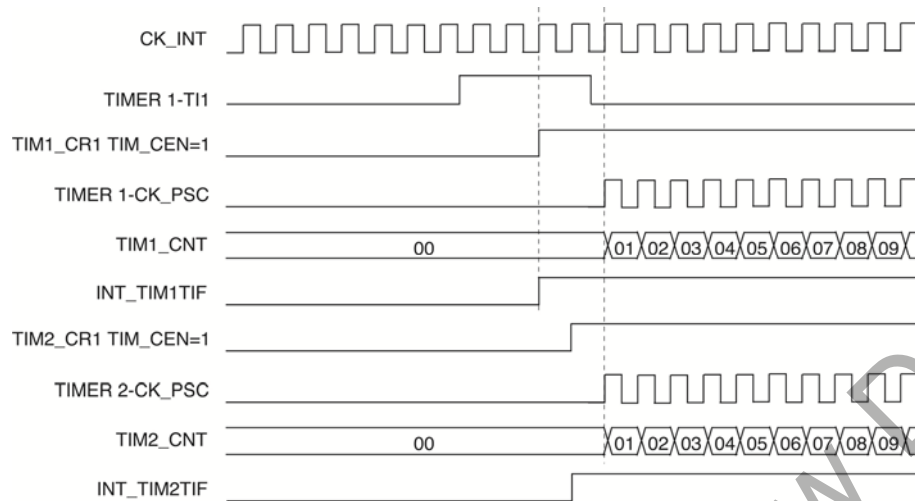 CK_INT
TIMER 1-TI1
TIM1_CR1 TIM_CEN=1
TIMER 1-CK_PSC
TIM1_CNT 00 01 02 03 04 05 06 07 08 09
INT_TIM1TIF
TIM2_CR1 TIM_CEN=1
TIMER 2-CK_PSC
TIM2_CNT 00 01 02 03 04 05 06 07 08 09
INT_TIM2TIF